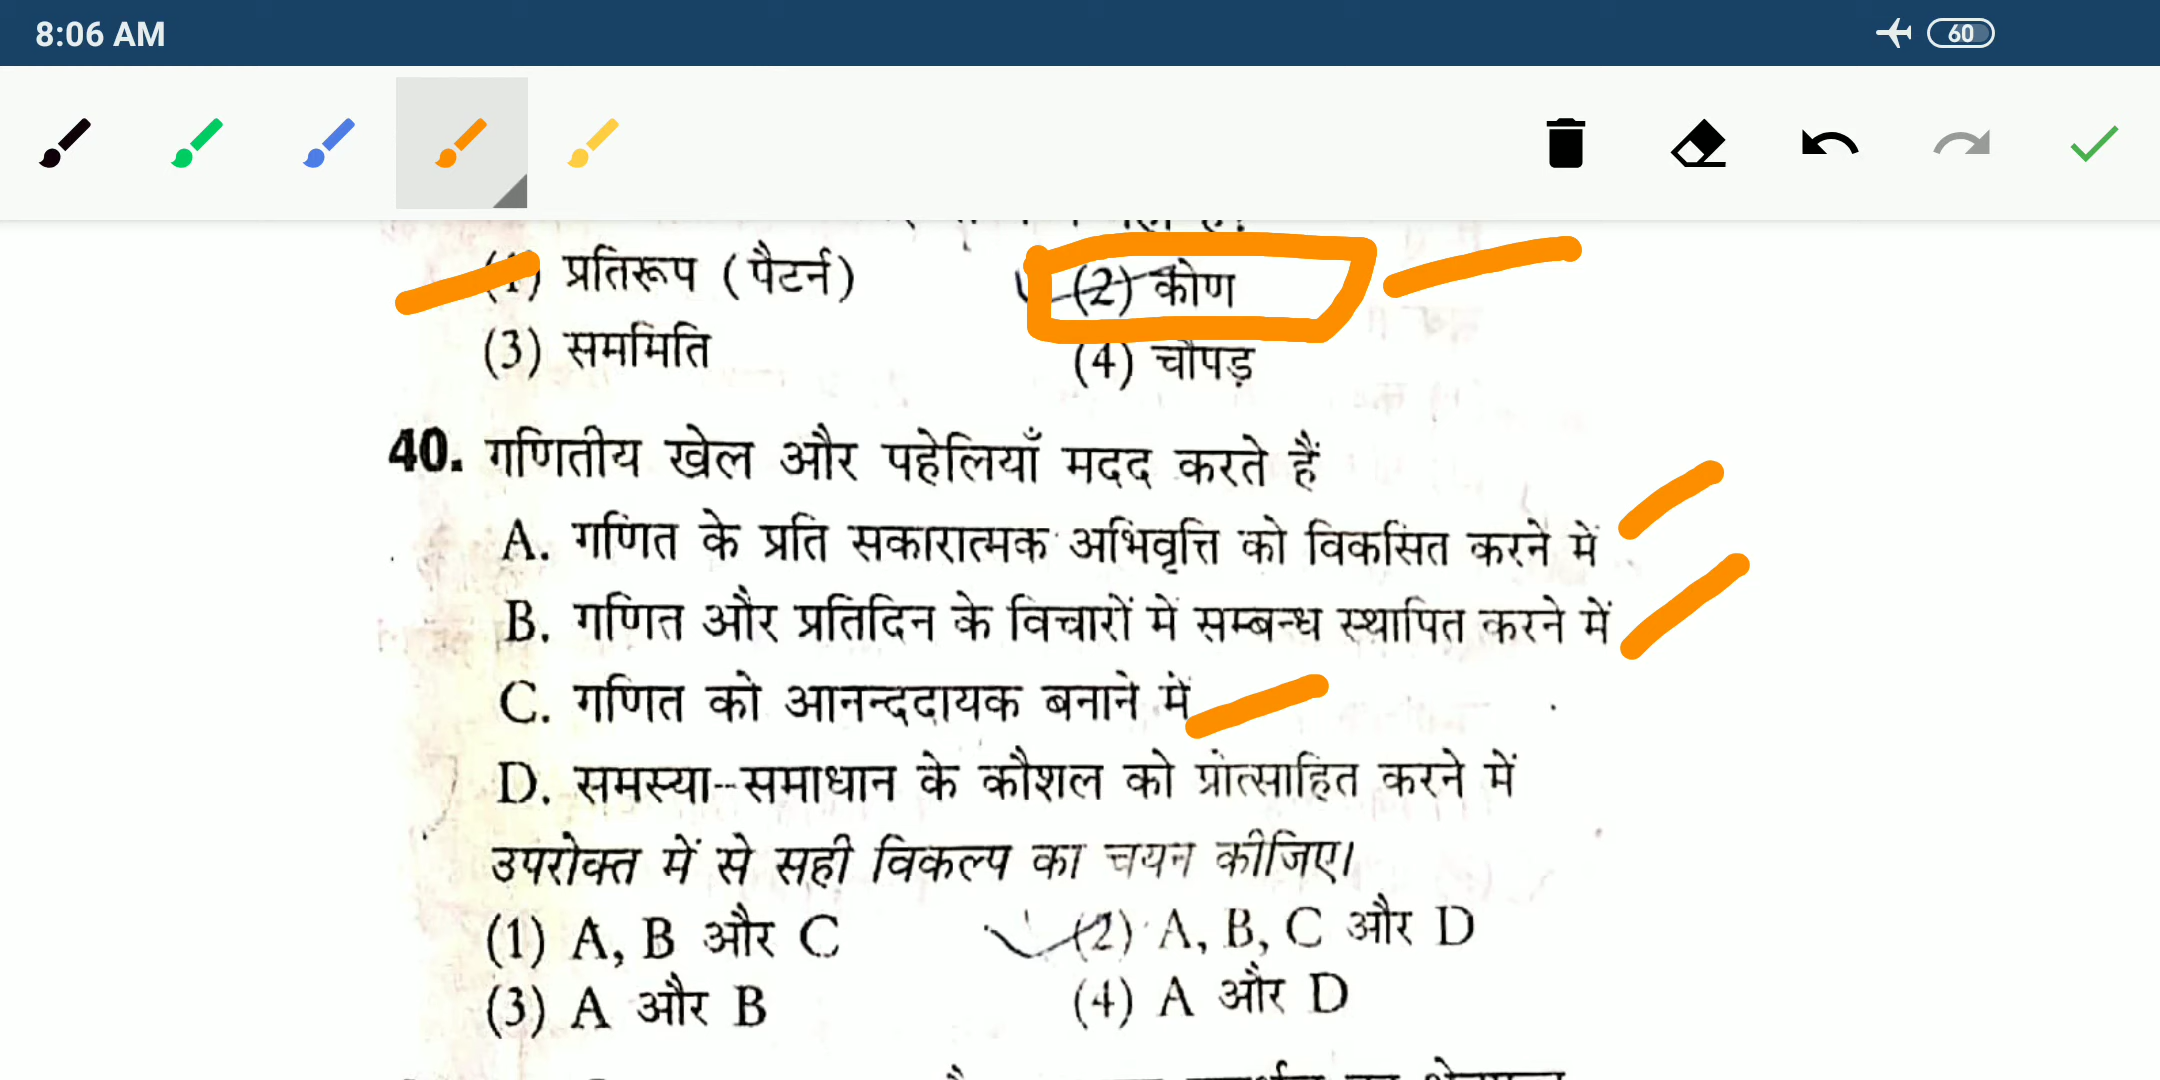 8:06 AM
60
(1) प्रतिरूप (पैटर्न) (2) कोण
(3) सममिति (4) चौपड़
40. गणितीय खेल और पहेलियाँ मदद करते हैं
A. गणित के प्रति सकारात्मक अभिवृत्ति को विकसित करने में
B. गणित और प्रतिदिन के विचारों में सम्बन्ध स्थापित करने में
C. गणित को आनन्ददायक बनाने में
D. समस्या-समाधान के कौशल को प्रोत्साहित करने में
उपरोक्त में से सही विकल्प का चयन कीजिए।
(1) A, B और C (2) A, B, C और D
(3) A और B (4) A और D